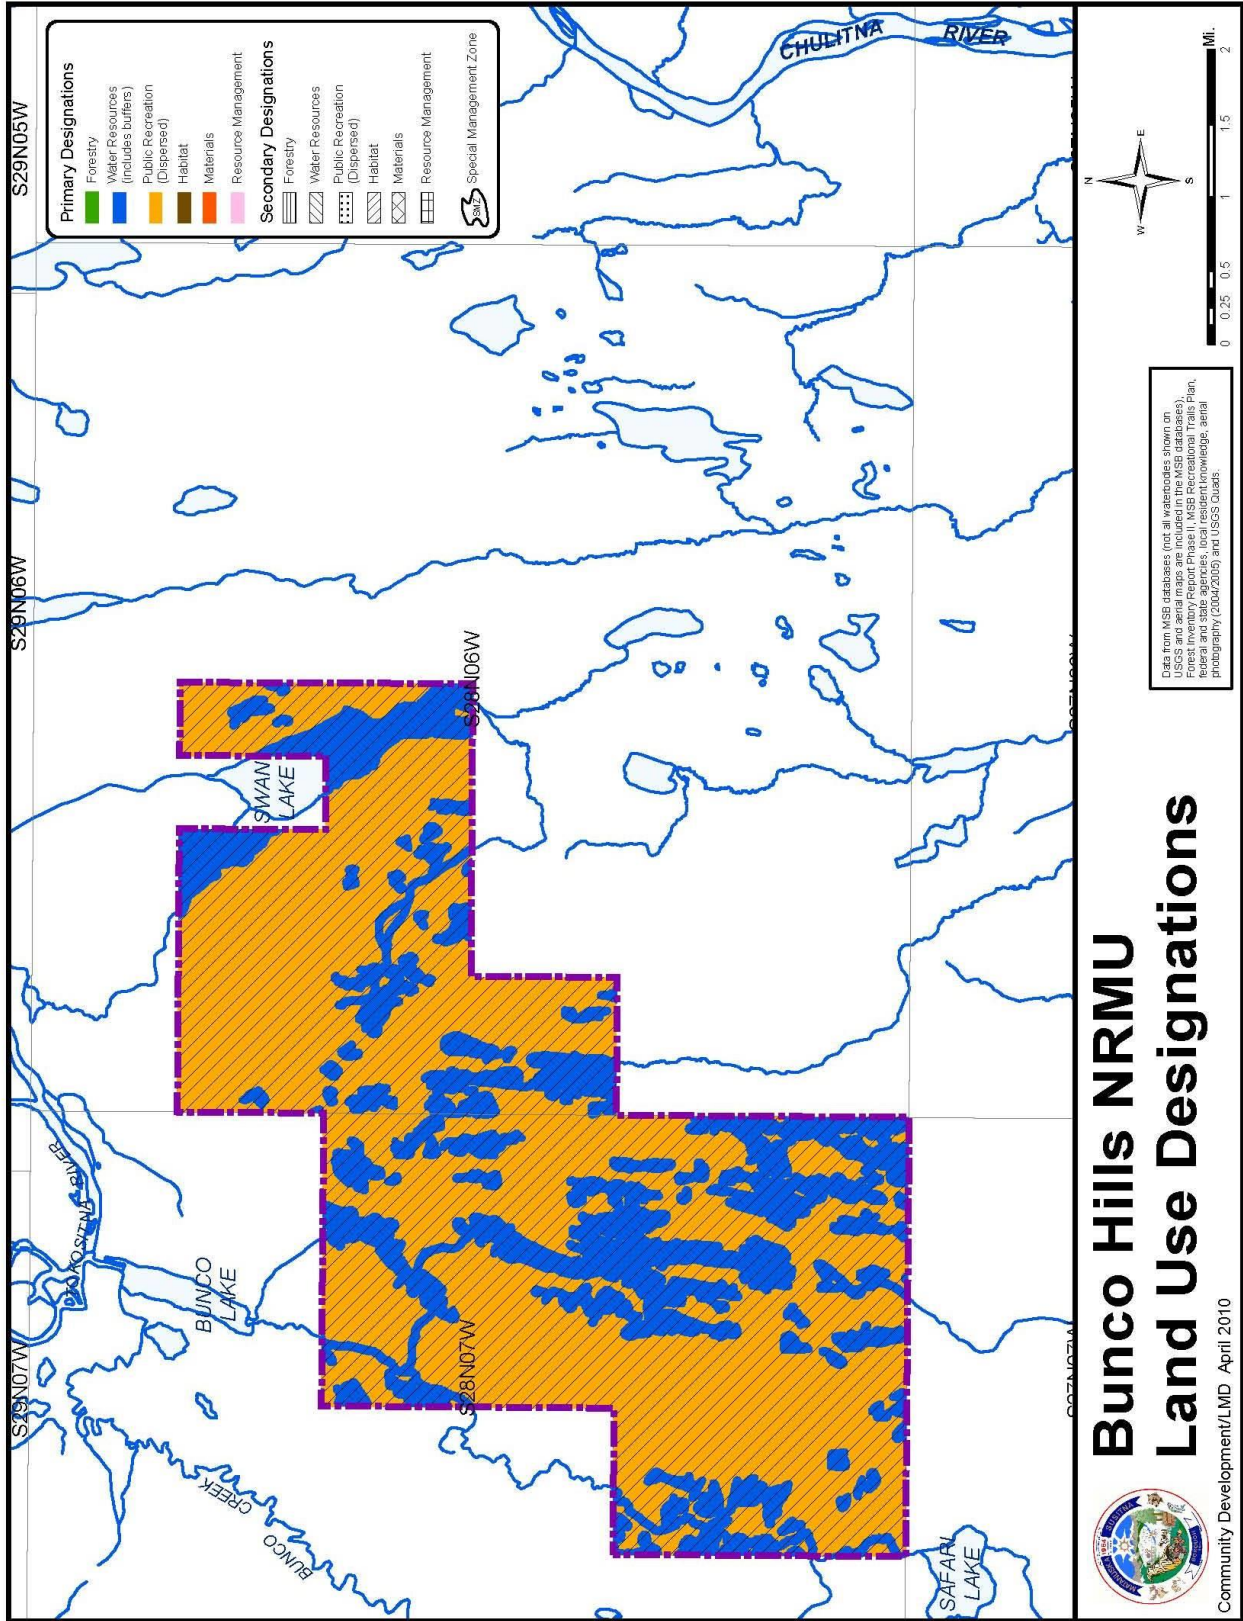 S29N07W
S29N06W
S29N05W
TOKOSITNA RIVER
BUNCO
LAKE
BUNCO CREEK
SWAN
LAKE
S28N07W
S28N06W
CHULITNA RIVER
SAFARI
LAKE
Primary Designations
Forestry
Water Resources
(includes buffers)
Public Recreation
(Dispersed)
Habitat
Materials
Resource Management
Secondary Designations
Forestry
Water Resources
Public Recreation
(Dispersed)
Habitat
Materials
Resource Management
SMZ
Special Management Zone
Bunco Hills NRMU
Land Use Designations
Community Development/LMD April 2010
MATANUSKA SUSITNA
1964
Data from MSB databases (not all waterbodies shown on
USGS and aerial maps are included in the MSB databases),
Forest Inventory Report Phase II, MSB Recreational Trails Plan,
federal and state agencies, local resident knowledge, aerial
photography (2004/2005) and USGS Quads.
N
W
E
S
0 0.25 0.5 1 1.5 2
Mi.